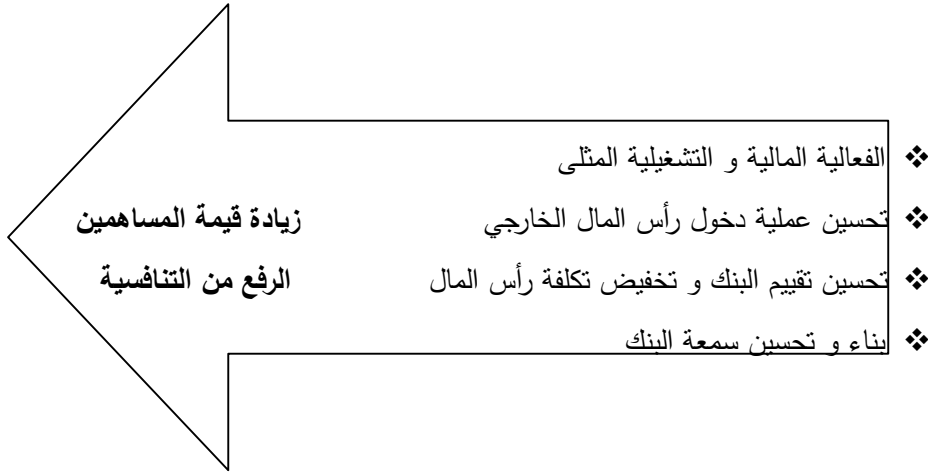 ❖ الفعالية المالية و التشغيلية المثلى
❖ تحسين عملية دخول رأس المال الخارجي
❖ تحسين تقييم البنك و تخفيض تكلفة رأس المال
❖ بناء و تحسين سمعة البنك
زيادة قيمة المساهمين
الرفع من التنافسية